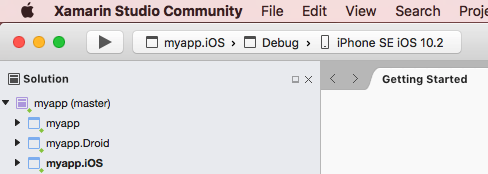 Xamarin Studio Community File Edit View Search Proje
myapp.iOS › Debug › iPhone SE iOS 10.2
Solution
Getting Started
myapp (master)
myapp
myapp.Droid
myapp.iOS